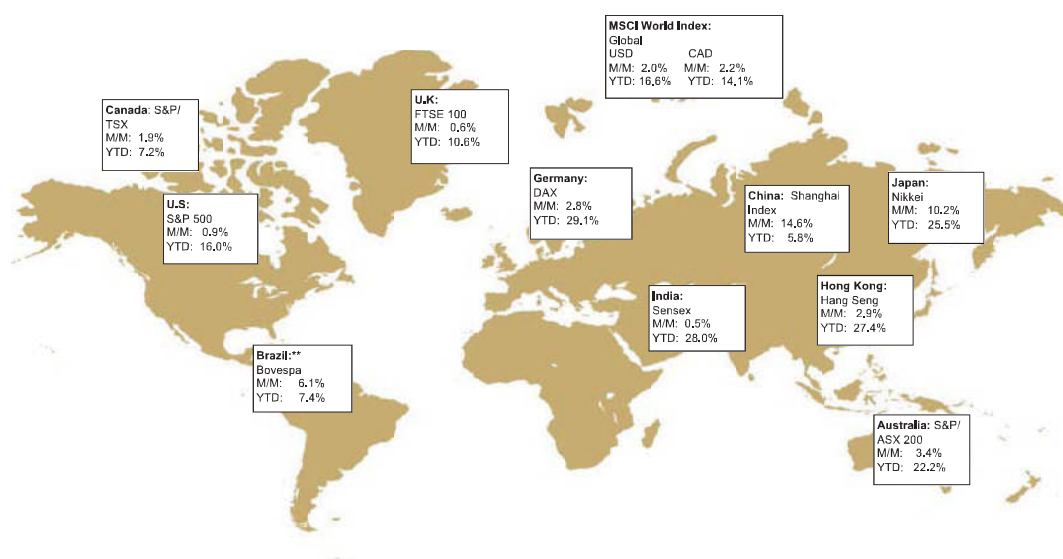 MSCI World Index:
Global
USD CAD
M/M: 2.0% M/M: 2.2%
YTD: 16.6% YTD: 14.1%
Canada: S&P/
TSX
M/M: 1.9%
YTD: 7.2%
U.K:
FTSE 100
M/M: 0.6%
YTD: 10.6%
U.S:
S&P 500
M/M: 0.9%
YTD: 16.0%
Germany:
DAX
M/M: 2.8%
YTD: 29.1%
China: Shanghai
Index
M/M: 14.6%
YTD: 5.8%
Japan:
Nikkei
M/M: 10.2%
YTD: 25.5%
India:
Sensex
M/M: 0.5%
YTD: 28.0%
Hong Kong:
Hang Seng
M/M: 2.9%
YTD: 27.4%
Brazil:**
Bovespa
M/M: 6.1%
YTD: 7.4%
Australia: S&P/
ASX 200
M/M: 3.4%
YTD: 22.2%